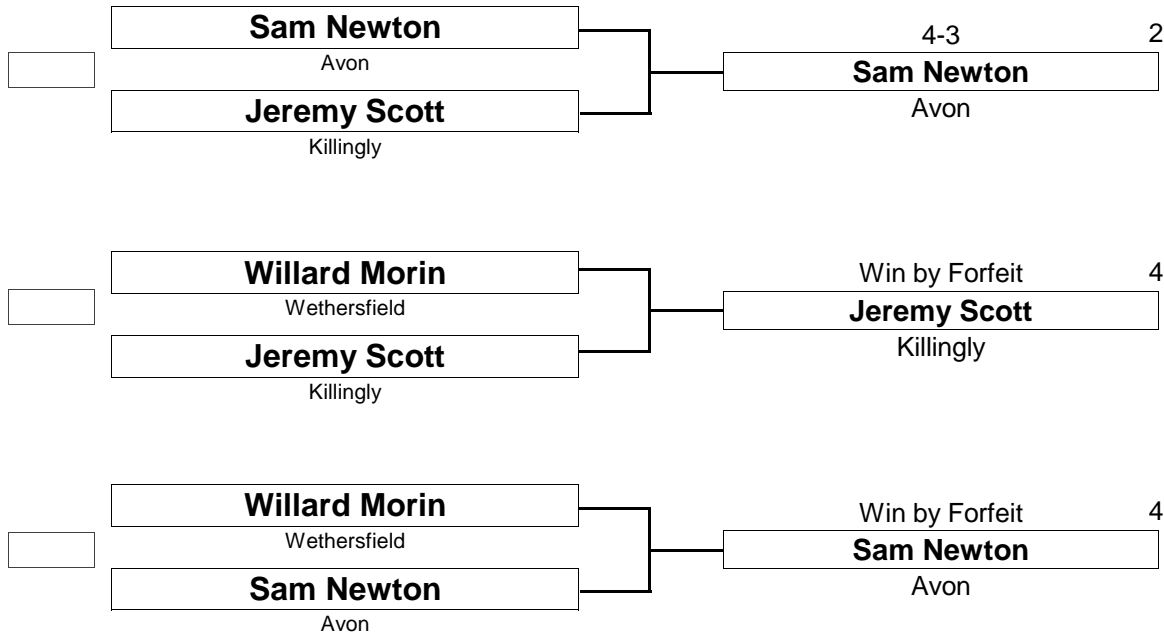 Sam Newton
Avon
Jeremy Scott
Killingly
4-3 2
Sam Newton
Avon
Willard Morin
Wethersfield
Jeremy Scott
Killingly
Win by Forfeit 4
Jeremy Scott
Killingly
Willard Morin
Wethersfield
Sam Newton
Avon
Win by Forfeit 4
Sam Newton
Avon